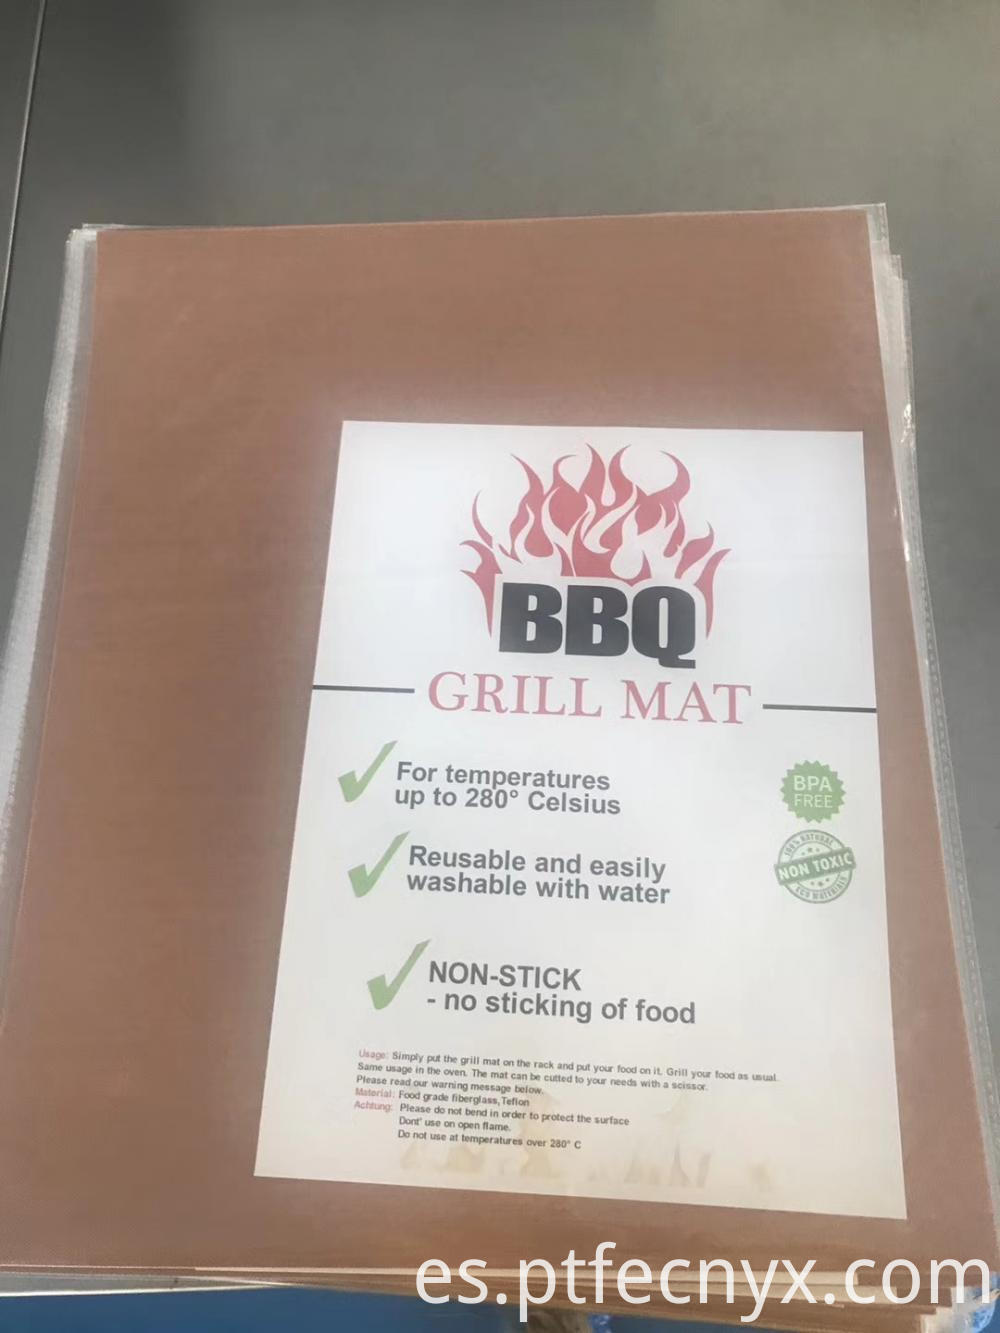 BBQ
GRILL MAT
For temperatures
up to 280° Celsius
BPA
FREE
Reusable and easily
washable with water
100% NATURAL
NON TOXIC
ECO MATERIALS
NON-STICK
- no sticking of food
Usage: Simply put the grill mat on the rack and put your food on it. Grill your food as usual.
Same usage in the oven. The mat can be cutted to your needs with a scissor.
Please read our warning message below.
Material: Food grade fiberglass,Teflon
Achtung: Please do not bend in order to protect the surface
Dont' use on open flame.
Do not use at temperatures over 280° C
es.ptfecnyx.com